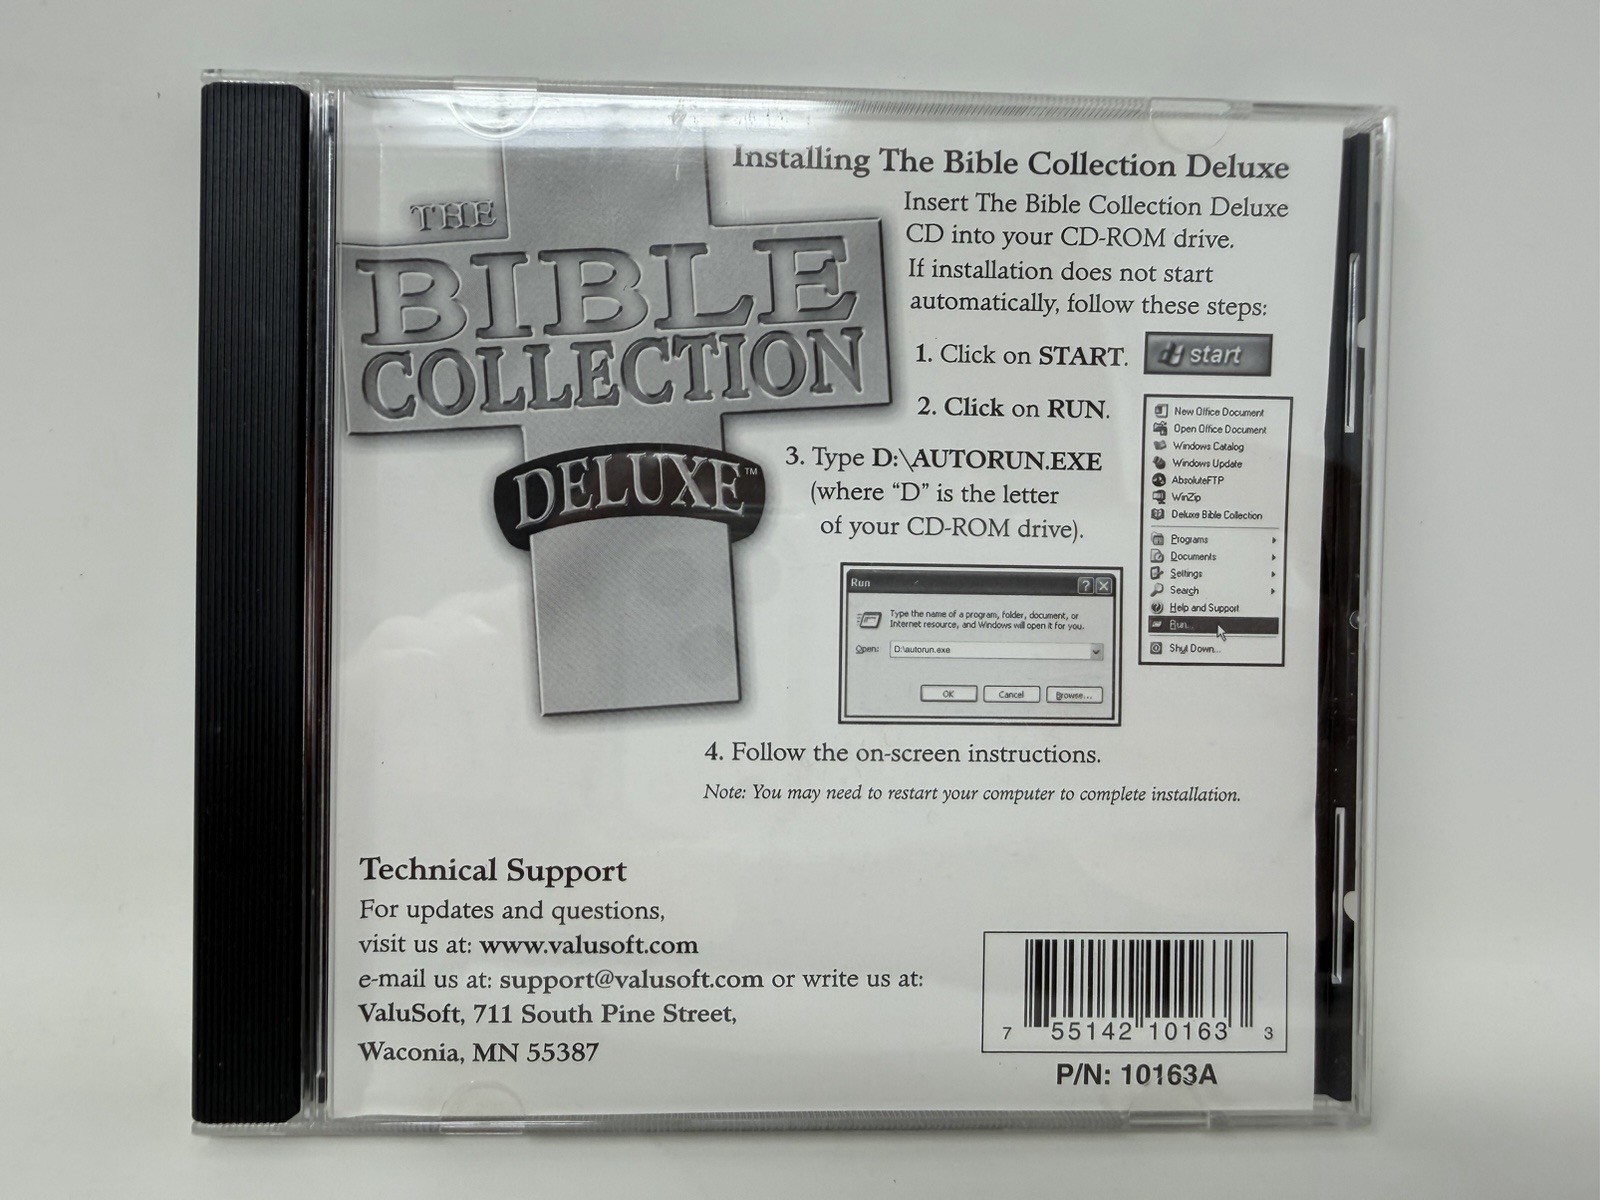 THE
BIBLE
COLLECTION
DELUXE™
Installing The Bible Collection Deluxe
Insert The Bible Collection Deluxe
CD into your CD-ROM drive.
If installation does not start
automatically, follow these steps:
1. Click on START.
start
2. Click on RUN.
3. Type D:\AUTORUN.EXE
(where “D” is the letter
of your CD-ROM drive).
New Office Document
Open Office Document
Windows Catalog
Windows Update
AbsoluteFTP
WinZip
Deluxe Bible Collection
Programs
Documents
Settings
Search
Help and Support
Run...
Shut Down...
Run
Type the name of a program, folder, document, or
Internet resource, and Windows will open it for you.
Open: D:\autorun.exe
OK Cancel Browse...
4. Follow the on-screen instructions.
Note: You may need to restart your computer to complete installation.
Technical Support
For updates and questions,
visit us at: www.valusoft.com
e-mail us at: support@valusoft.com or write us at:
ValuSoft, 711 South Pine Street,
Waconia, MN 55387
7 55142 10163 3
P/N: 10163A